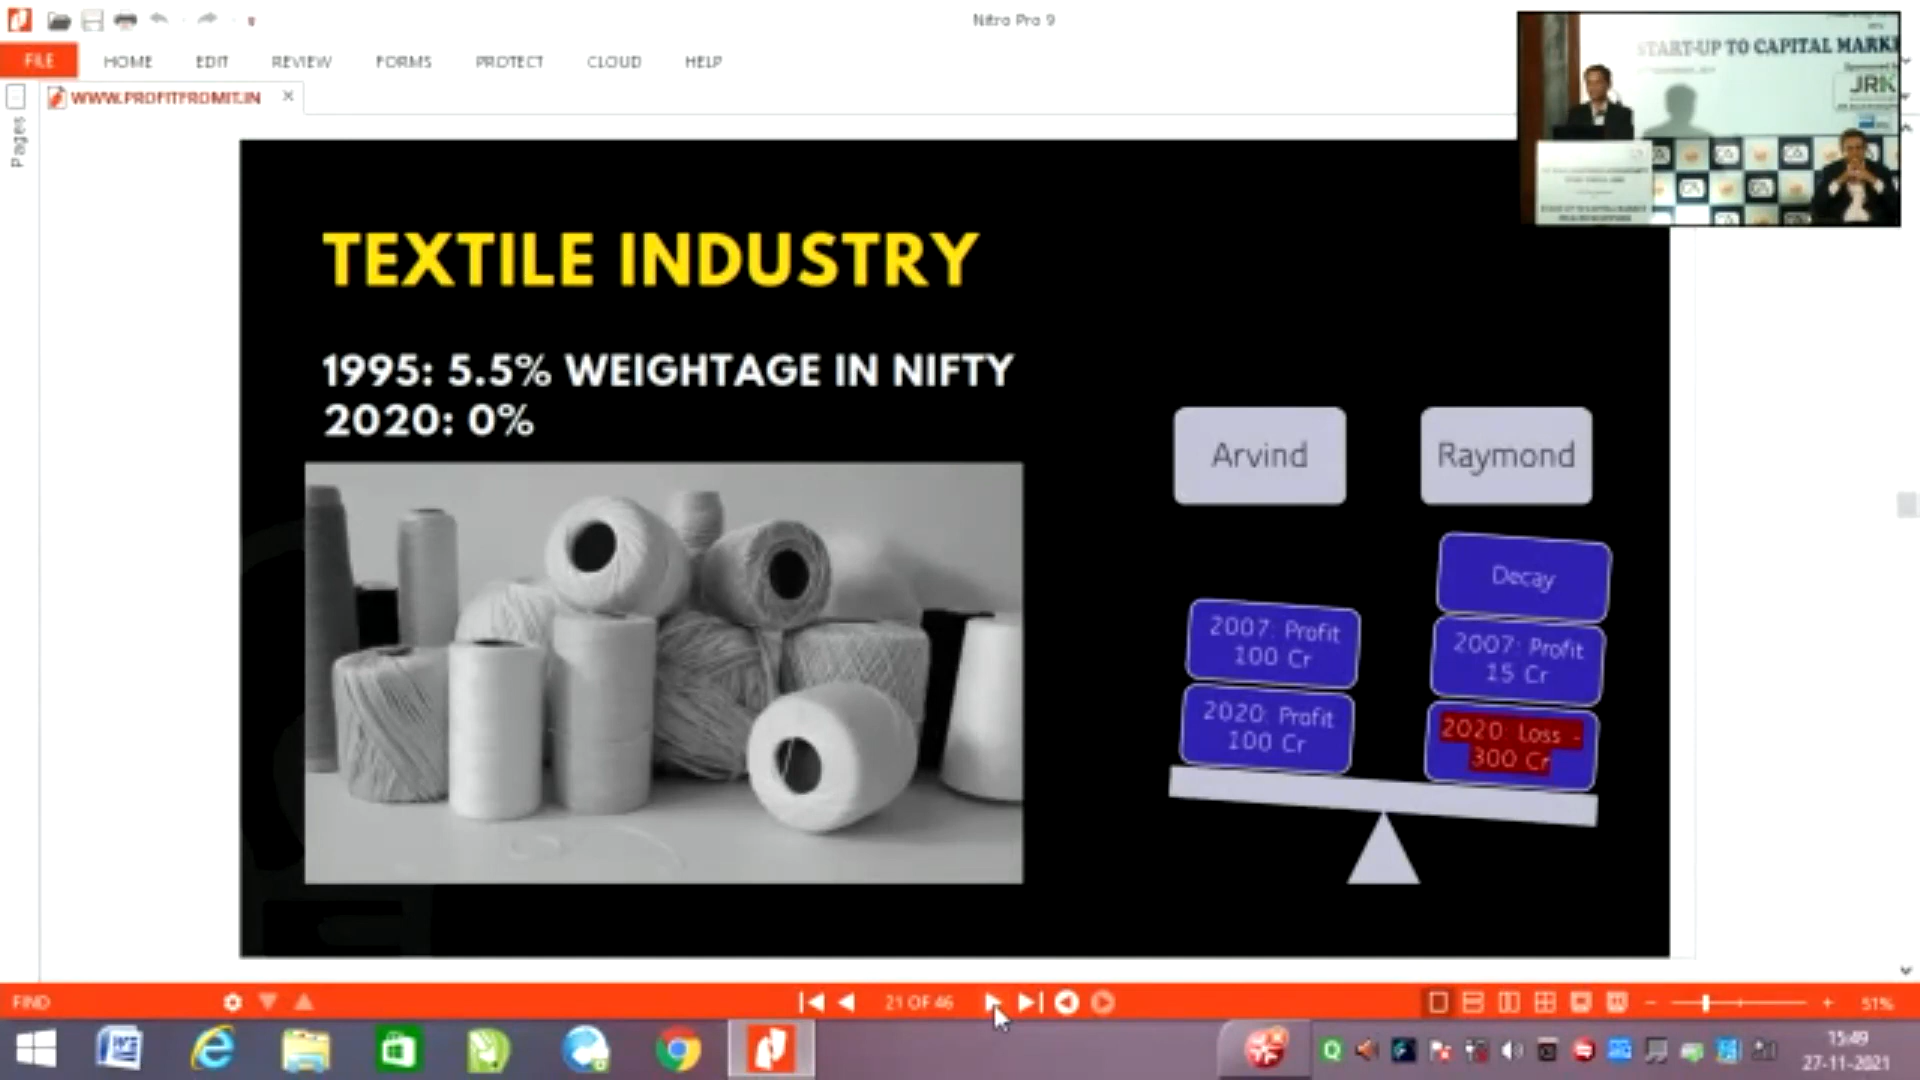 Nitro Pro 9
FILE
HOME
EDIT
REVIEW
FORMS
PROTECT
CLOUD
HELP
WWW.PROFITFROMIT.IN
Pages
START-UP TO CAPITAL MARK
Sponsored b
JRK
TEXTILE INDUSTRY
1995: 5.5% WEIGHTAGE IN NIFTY
2020: 0%
Arvind
Raymond
Decay
2007: Profit
100 Cr
2007: Profit
15 Cr
2020: Profit
100 Cr
2020: Loss -
300 Cr
FIND
21 OF 46
51%
15:49
27-11-2021